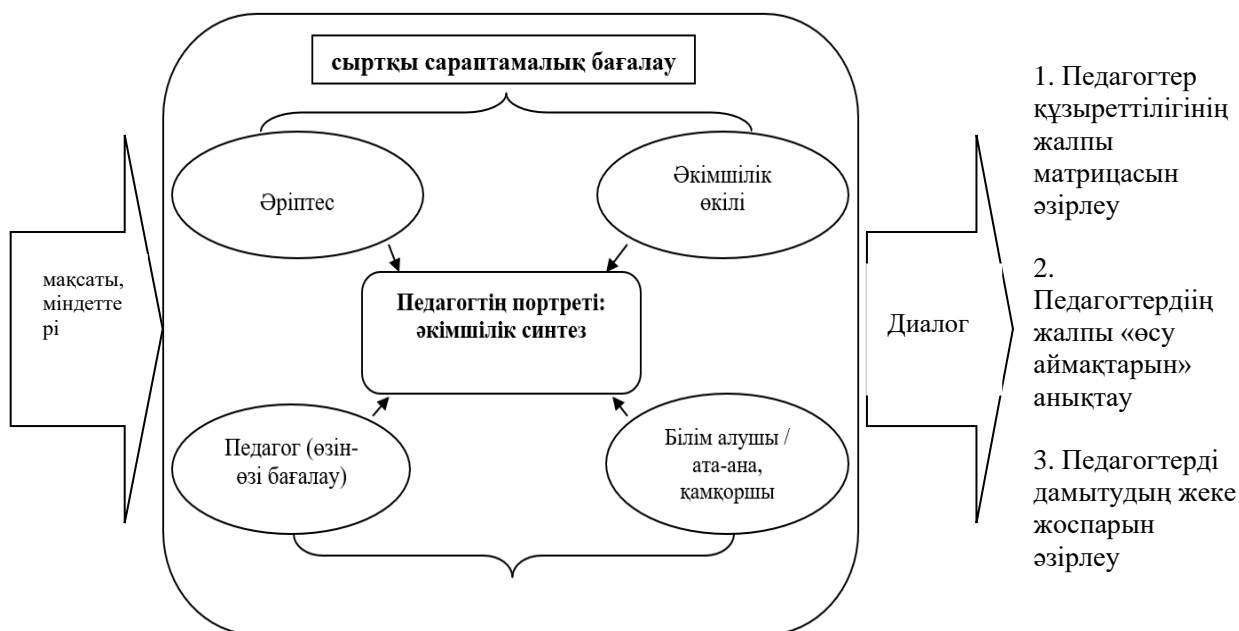 сыртқы сараптамалық бағалау
Әріптес
Әкімшілік
өкілі
мақсаты,
міндетте
рі
Педагогтің портреті:
әкімшілік синтез
Педагог (өзін-
өзі бағалау)
Білім алушы /
ата-ана,
қамқоршы
Диалог
1. Педагогтер
құзыреттілігінің
жалпы
матрицасын
әзірлеу
2.
Педагогтердіің
жалпы «өсу
аймақтарын»
анықтау
3. Педагогтерді
дамытудың жеке
жоспарын
әзірлеу